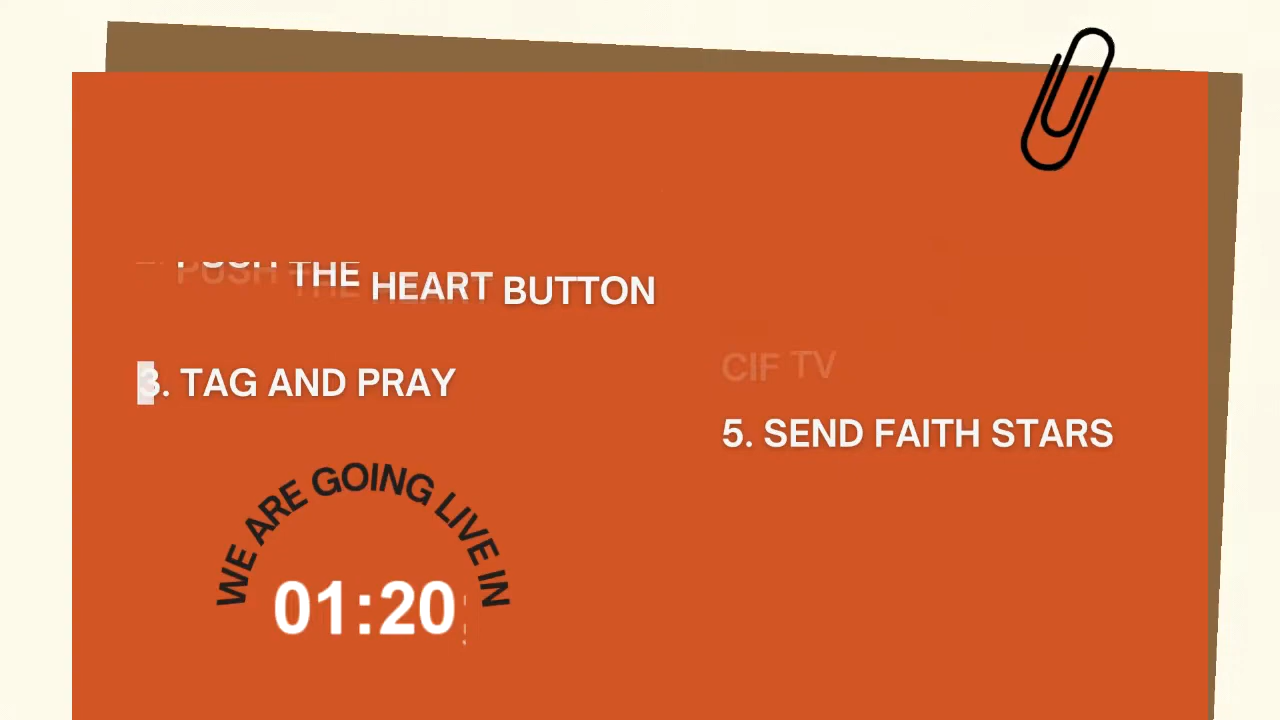 PUSH THE HEART BUTTON
3. TAG AND PRAY
CIF TV
5. SEND FAITH STARS
WE ARE GOING LIVE IN
01:20